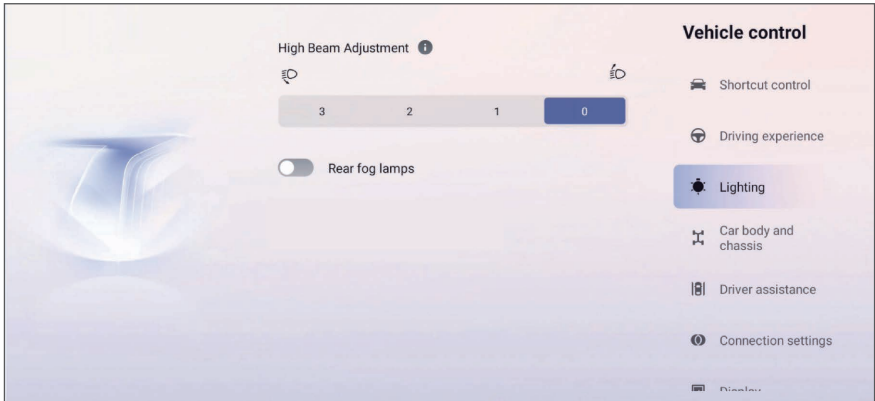 Vehicle control
High Beam Adjustment
3 2 1 0
Rear fog lamps
Shortcut control
Driving experience
Lighting
Car body and
chassis
Driver assistance
Connection settings
Display